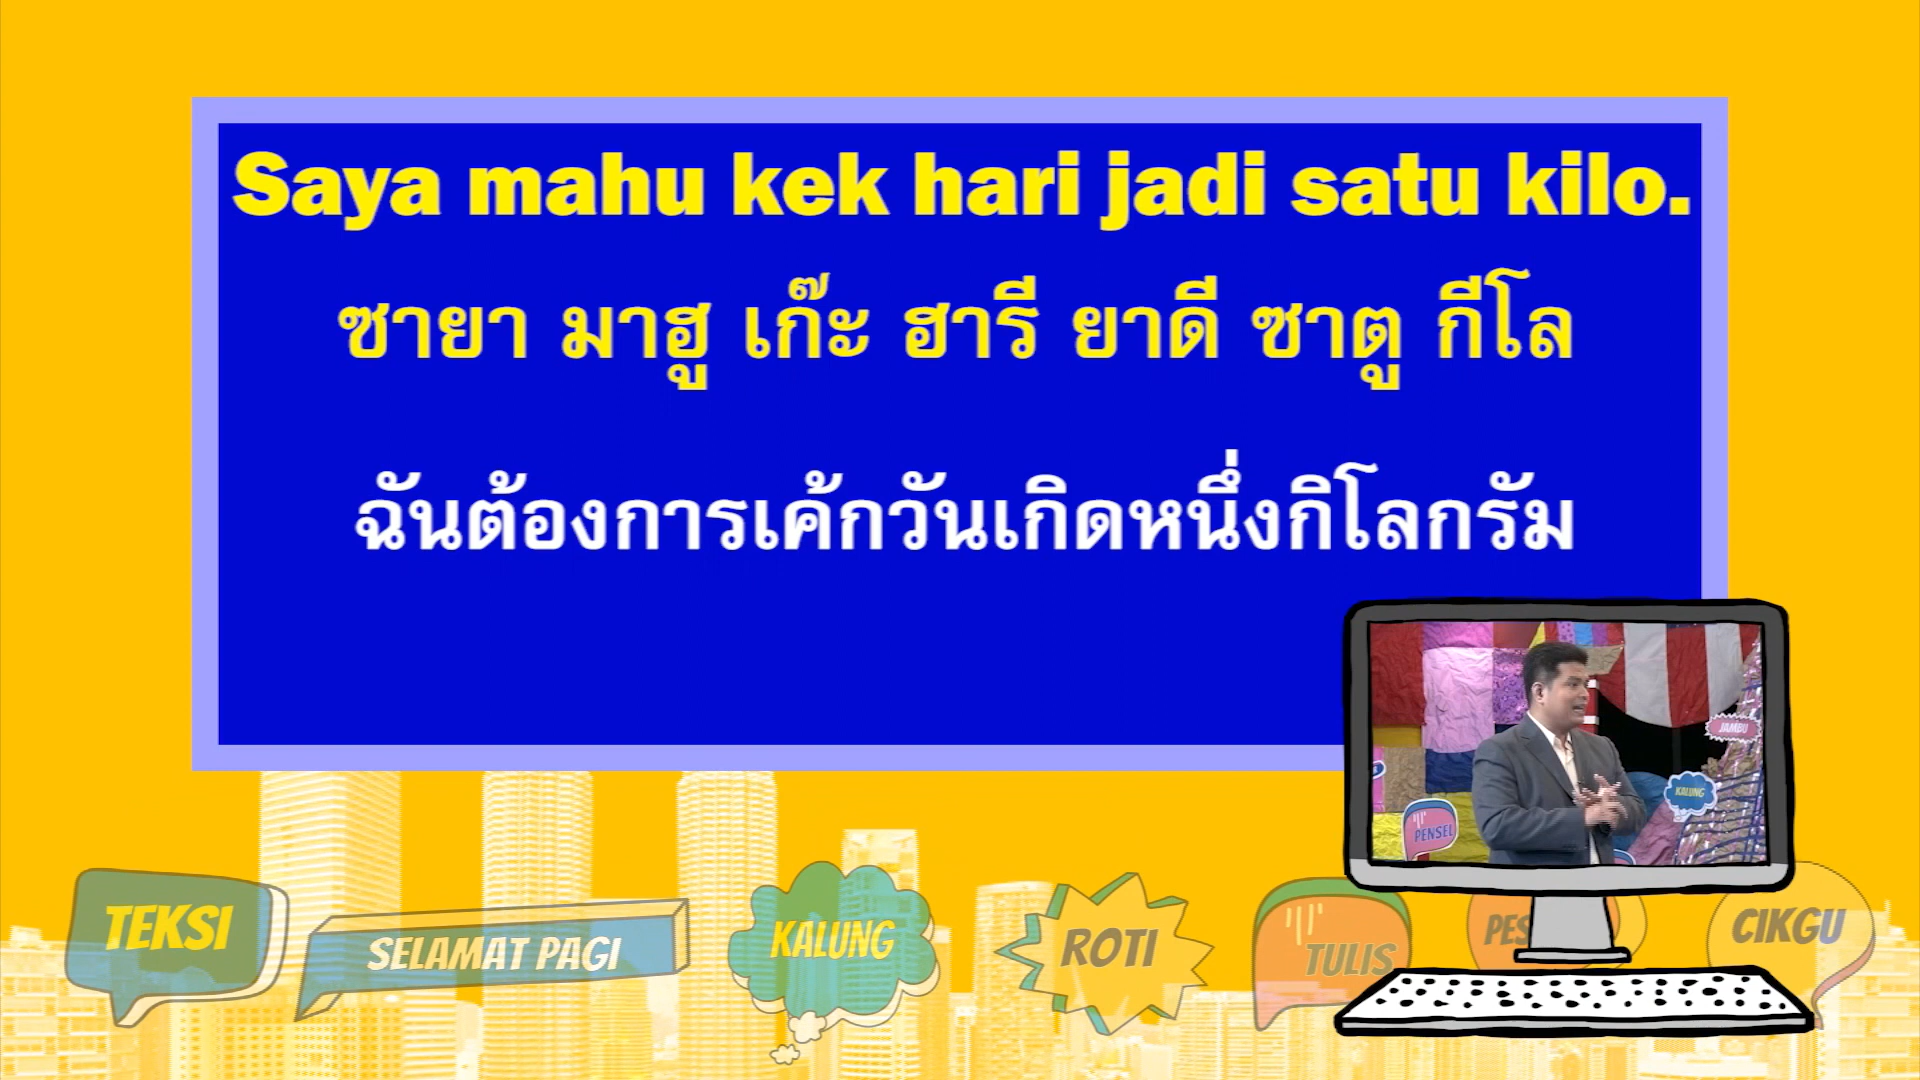 Saya mahu kek hari jadi satu kilo.
ซายา มาฮู เก๊ะ ฮารี ยาดี ซาตู กีโล
ฉันต้องการเค้กวันเกิดหนึ่งกิโลกรัม
JAMBU
KALUNG
PENSEL
TEKSI
SELAMAT PAGI
KALUNG
ROTI
TULIS
CIKGU